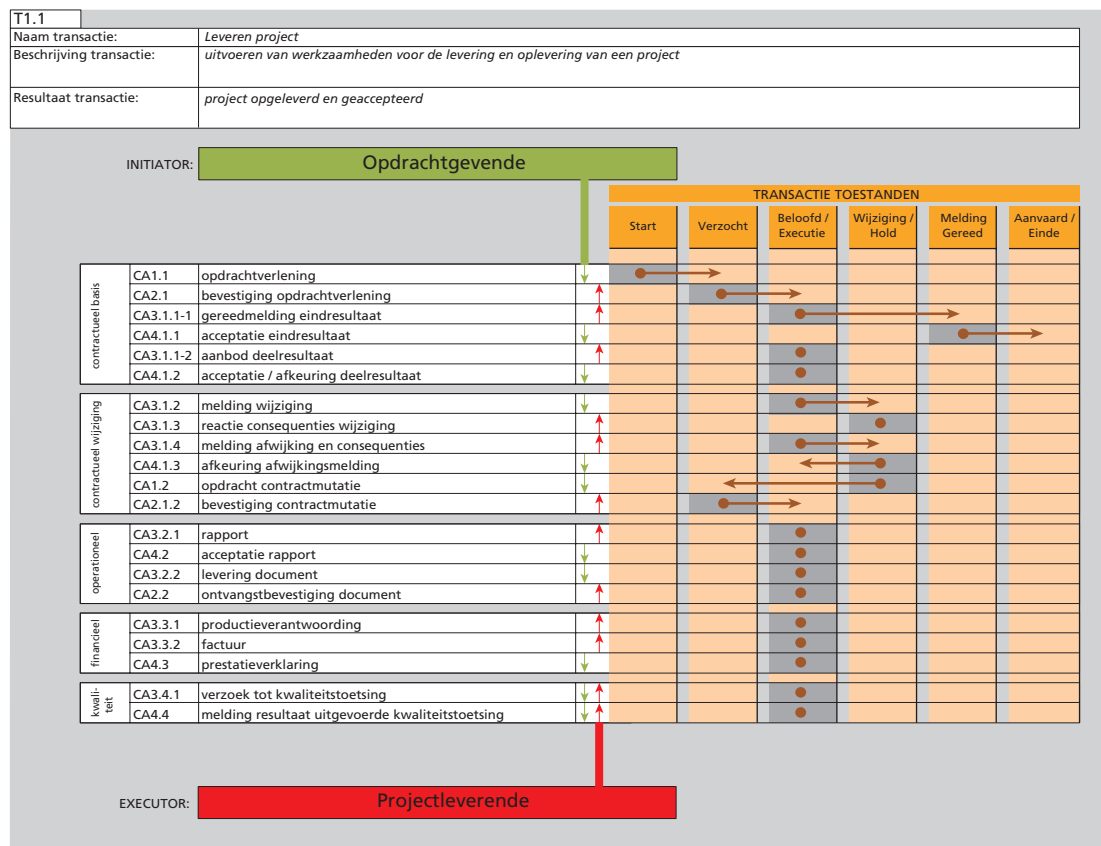 T1.1
Naam transactie: Leveren project
Beschrijving transactie: uitvoeren van werkzaamheden voor de levering en oplevering van een project
Resultaat transactie: project opgeleverd en geaccepteerd
INITIATOR: Opdrachtgevende
TRANSACTIE TOESTANDEN
Start Verzocht Beloofd / Executie Wijziging / Hold Melding Gereed Aanvaard / Einde
contractueel basis
CA1.1 opdrachtverlening
CA2.1 bevestiging opdrachtverlening
CA3.1.1-1 gereedmelding eindresultaat
CA4.1.1 acceptatie eindresultaat
CA3.1.1-2 aanbod deelresultaat
CA4.1.2 acceptatie / afkeuring deelresultaat
contractueel wijziging
CA3.1.2 melding wijziging
CA3.1.3 reactie consequenties wijziging
CA3.1.4 melding afwijking en consequenties
CA4.1.3 afkeuring afwijkingsmelding
CA1.2 opdracht contractmutatie
CA2.1.2 bevestiging contractmutatie
operationeel
CA3.2.1 rapport
CA4.2 acceptatie rapport
CA3.2.2 levering document
CA2.2 ontvangstbevestiging document
financieel
CA3.3.1 productieverantwoording
CA3.3.2 factuur
CA4.3 prestatieverklaring
kwali-
teit
CA3.4.1 verzoek tot kwaliteitstoetsing
CA4.4 melding resultaat uitgevoerde kwaliteitstoetsing
EXECUTOR: Projectleverende